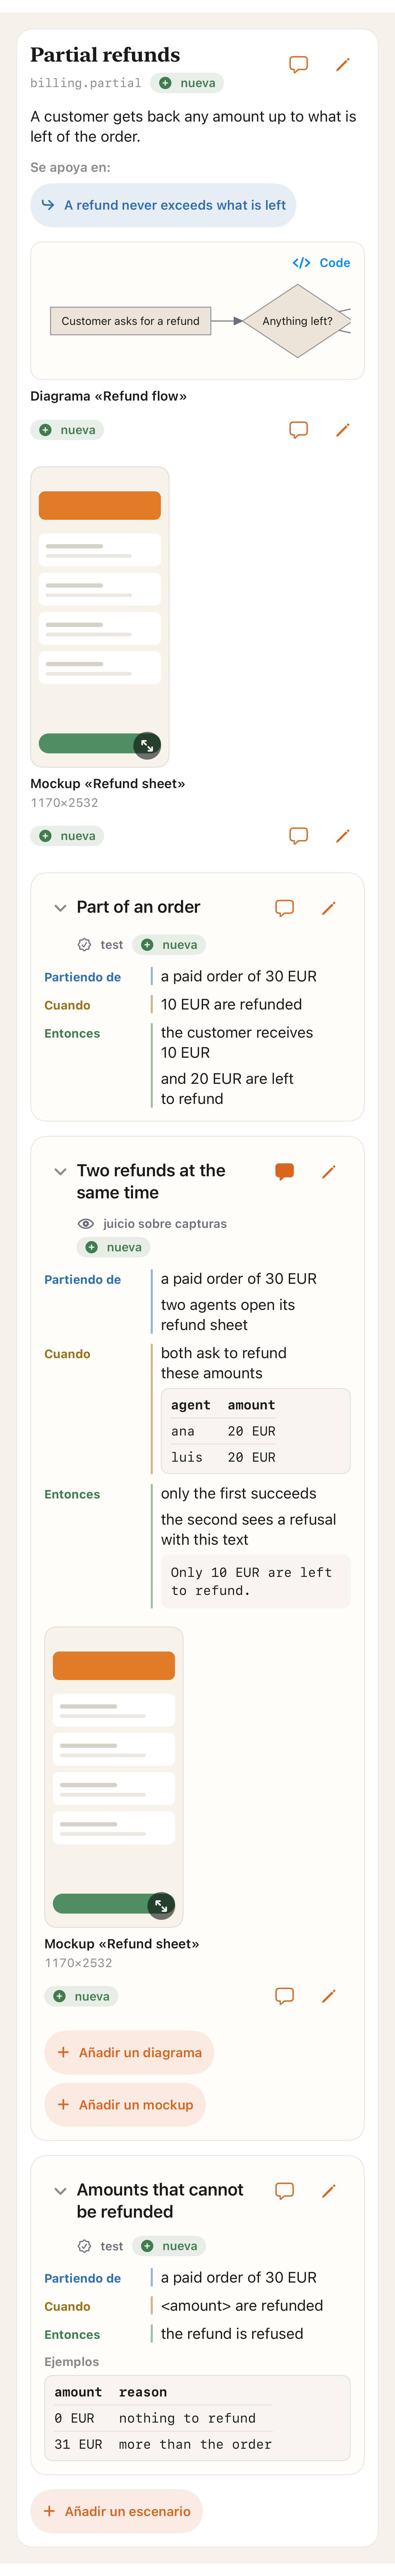 Partial refunds
billing.partial nueva
A customer gets back any amount up to what is
left of the order.
Se apoya en:
A refund never exceeds what is left
</> Code
Customer asks for a refund
Anything left?
Diagrama «Refund flow»
nueva
Mockup «Refund sheet»
1170×2532
nueva
Part of an order
test nueva
Partiendo de a paid order of 30 EUR
Cuando 10 EUR are refunded
Entonces the customer receives
10 EUR
and 20 EUR are left
to refund
Two refunds at the
same time
juicio sobre capturas
nueva
Partiendo de a paid order of 30 EUR
two agents open its
refund sheet
Cuando both ask to refund
these amounts
agent amount
ana 20 EUR
luis 20 EUR
Entonces only the first succeeds
the second sees a refusal
with this text
Only 10 EUR are left
to refund.
Mockup «Refund sheet»
1170×2532
nueva
+ Añadir un diagrama
+ Añadir un mockup
Amounts that cannot
be refunded
test nueva
Partiendo de a paid order of 30 EUR
Cuando <amount> are refunded
Entonces the refund is refused
Ejemplos
amount reason
0 EUR nothing to refund
31 EUR more than the order
+ Añadir un escenario